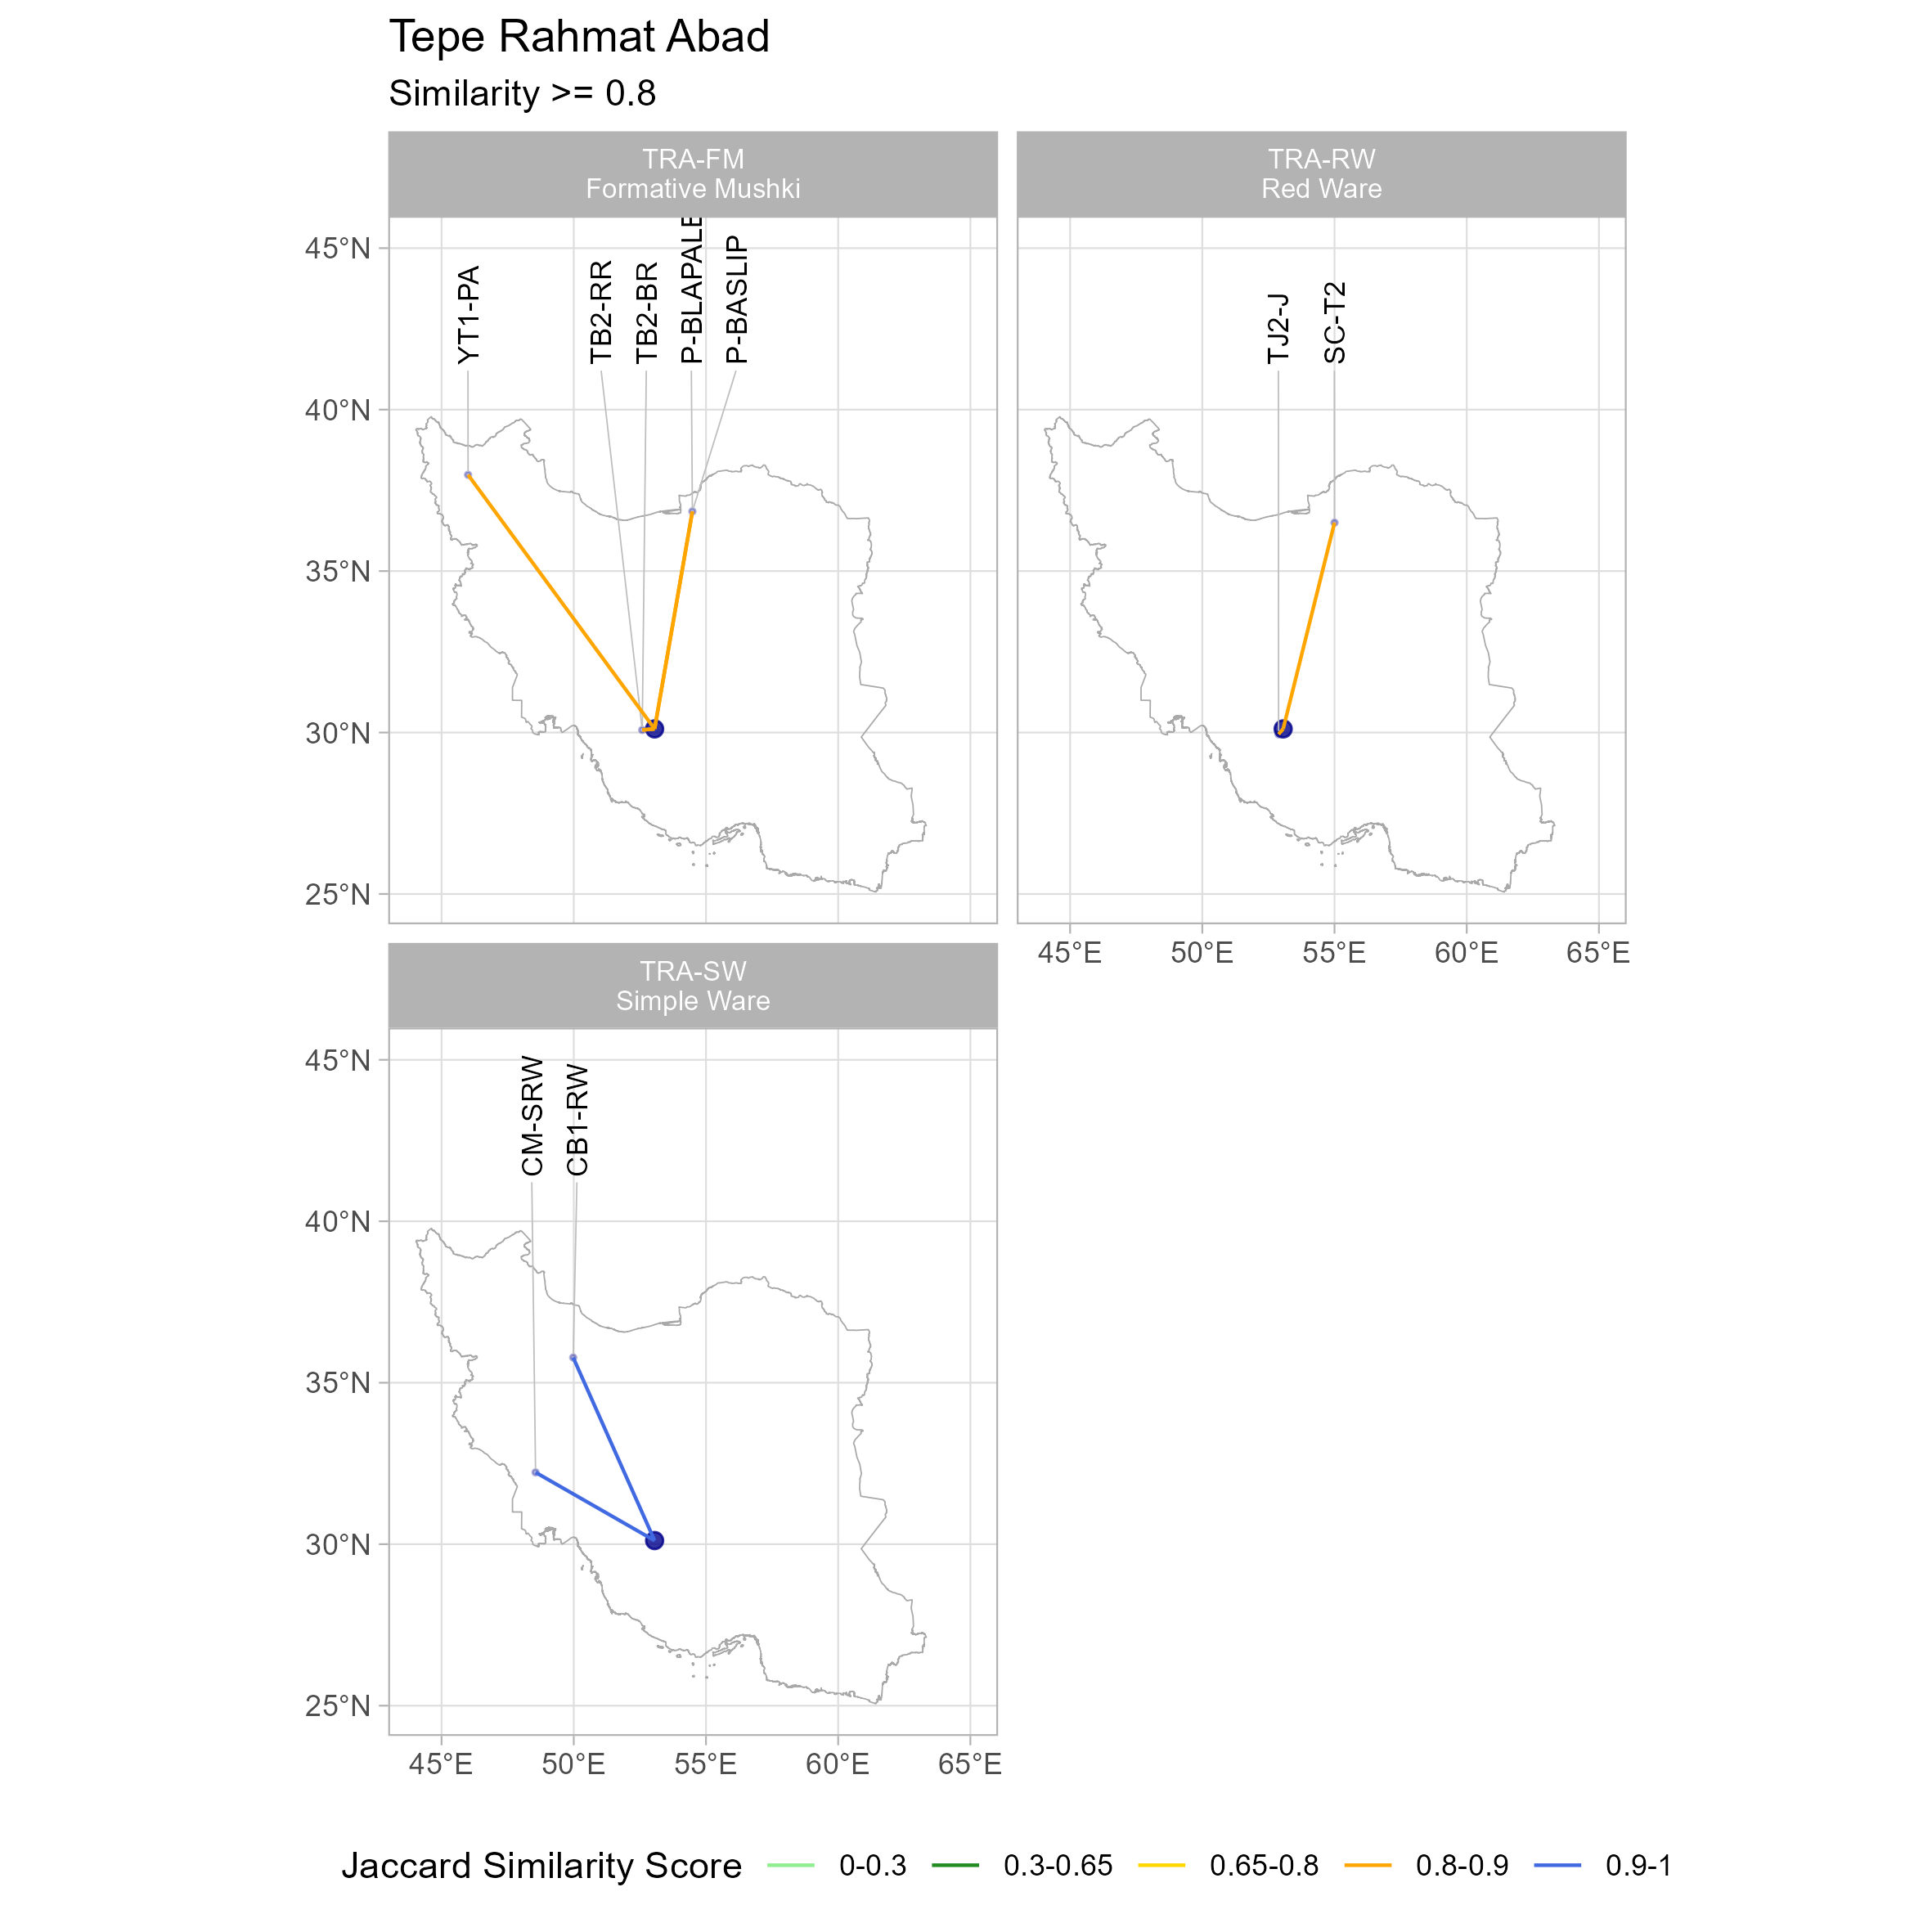 Tepe Rahmat Abad
Similarity >= 0.8
TRA-FM
Formative Mushki
TRA-RW
Red Ware
45°N
40°N
35°N
30°N
25°N
YT1-PA
TB2-RR
TB2-BR
P-BLAPALE
P-BASLIP
TJ2-J
SC-T2
45°E 50°E 55°E 60°E 65°E
TRA-SW
Simple Ware
45°N
40°N
35°N
30°N
25°N
CM-SRW
CB1-RW
45°E 50°E 55°E 60°E 65°E
Jaccard Similarity Score 0-0.3 0.3-0.65 0.65-0.8 0.8-0.9 0.9-1